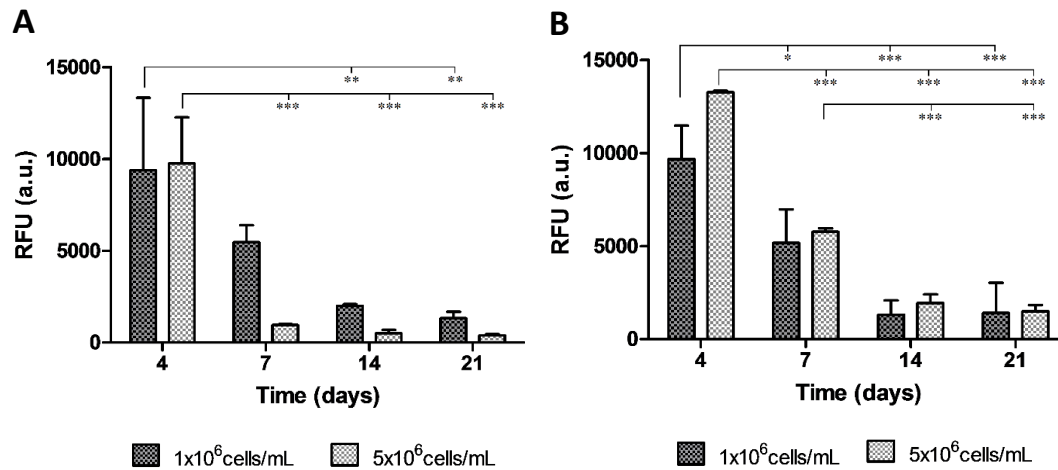 A
15000
10000
5000
0
RFU (a.u.)
** **
*** *** ***
4 7 14 21
Time (days)
1x10⁶cells/mL 5x10⁶cells/mL
B
15000
10000
5000
0
RFU (a.u.)
* *** ***
*** *** ***
*** ***
4 7 14 21
Time (days)
1x10⁶cells/mL 5x10⁶cells/mL